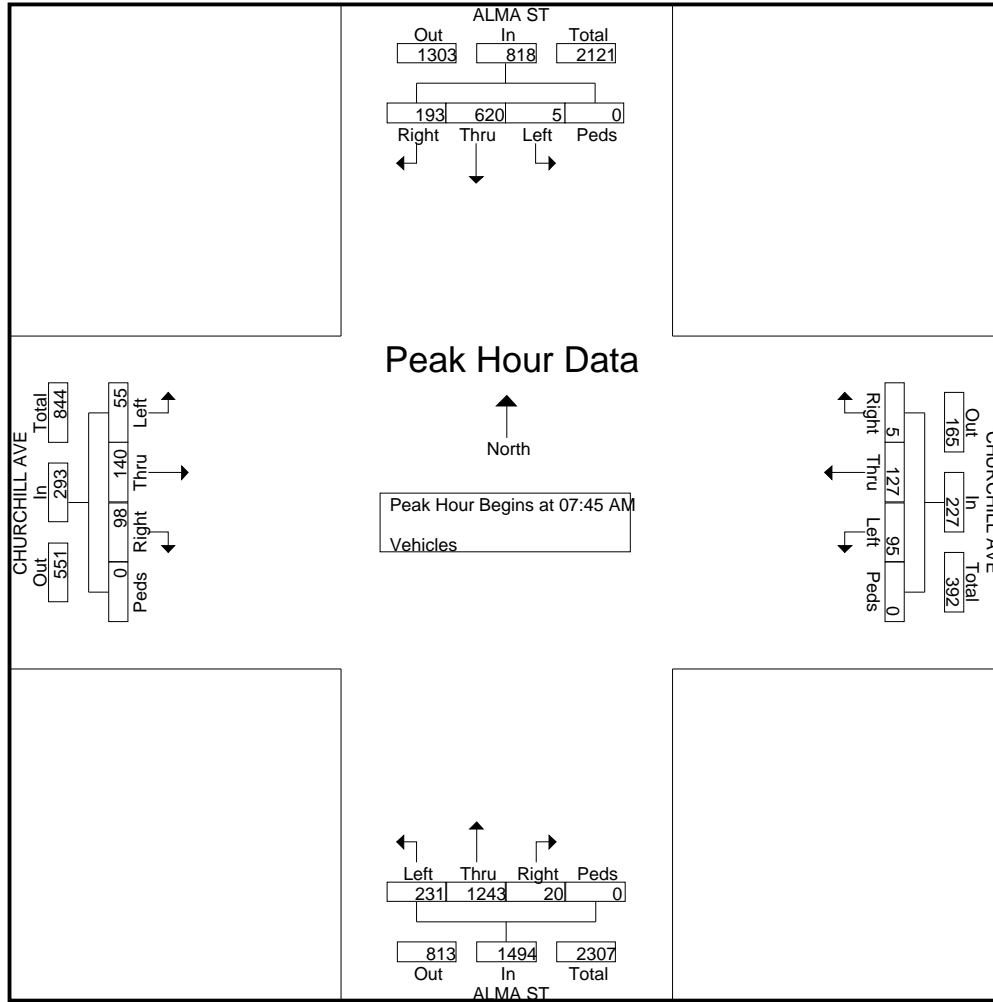 ALMA ST
Out In Total
1303 818 2121
193 620 5 0
Right Thru Left Peds
Peak Hour Data
North
Peak Hour Begins at 07:45 AM
Vehicles
CHURCHILL AVE
Total In Out
844 293 551
55 140 98 0
Left Thru Right Peds
Right Thru Left Peds
5 127 95 0
Out In Total
165 227 392
CHURCHILL AVE
Left Thru Right Peds
231 1243 20 0
813 1494 2307
Out In Total
ALMA ST